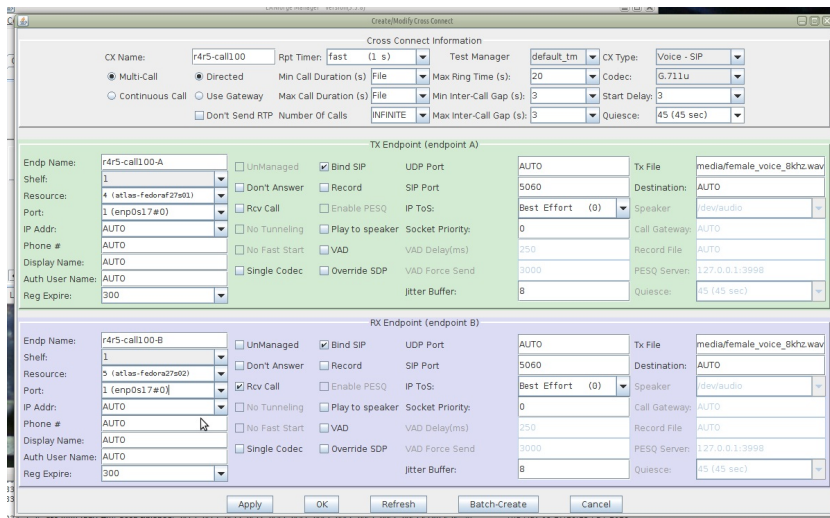 Create/Modify Cross Connect
Cross Connect Information
CX Name: r4r5-call100 Rpt Timer: fast (1 s) Test Manager default_tm CX Type: Voice - SIP
Multi-Call Directed Min Call Duration (s) File Max Ring Time (s): 20 Codec: G.711u
Continuous Call Use Gateway Max Call Duration (s) File Min Inter-Call Gap (s): 3 Start Delay: 3
Don't Send RTP Number Of Calls INFINITE Max Inter-Call Gap (s): 3 Quiesce: 45 (45 sec)
TX Endpoint (endpoint A)
Endp Name: r4r5-call100-A UnManaged Bind SIP UDP Port AUTO Tx File media/female_voice_8khz.wav
Shelf: 1
Resource: 4 (atlas-fedoraf27s01) Don't Answer Record SIP Port 5060 Destination: AUTO
Port: 1 (enp0s17#0) Rcv Call Enable PESQ IP ToS: Best Effort (0) Speaker /dev/audio
IP Addr: AUTO No Tunneling Play to speaker Socket Priority: 0 Call Gateway: AUTO
Phone # AUTO No Fast Start VAD VAD Delay(ms) 250 Record File AUTO
Display Name: AUTO
Auth User Name: AUTO Single Codec Override SDP VAD Force Send 3000 PESQ Server: 127.0.0.1:3998
Reg Expire: 300 Jitter Buffer: 8 Quiesce: 45 (45 sec)
RX Endpoint (endpoint B)
Endp Name: r4r5-call100-B UnManaged Bind SIP UDP Port AUTO Tx File media/female_voice_8khz.wav
Shelf: 1
Resource: 5 (atlas-fedora27s02) Don't Answer Record SIP Port 5060 Destination: AUTO
Port: 1 (enp0s17#0) Rcv Call Enable PESQ IP ToS: Best Effort (0) Speaker /dev/audio
IP Addr: AUTO No Tunneling Play to speaker Socket Priority: 0 Call Gateway: AUTO
Phone # AUTO No Fast Start VAD VAD Delay(ms) 250 Record File AUTO
Display Name: AUTO
Auth User Name: AUTO Single Codec Override SDP VAD Force Send 3000 PESQ Server: 127.0.0.1:3998
Reg Expire: 300 Jitter Buffer: 8 Quiesce: 45 (45 sec)
Apply OK Refresh Batch-Create Cancel